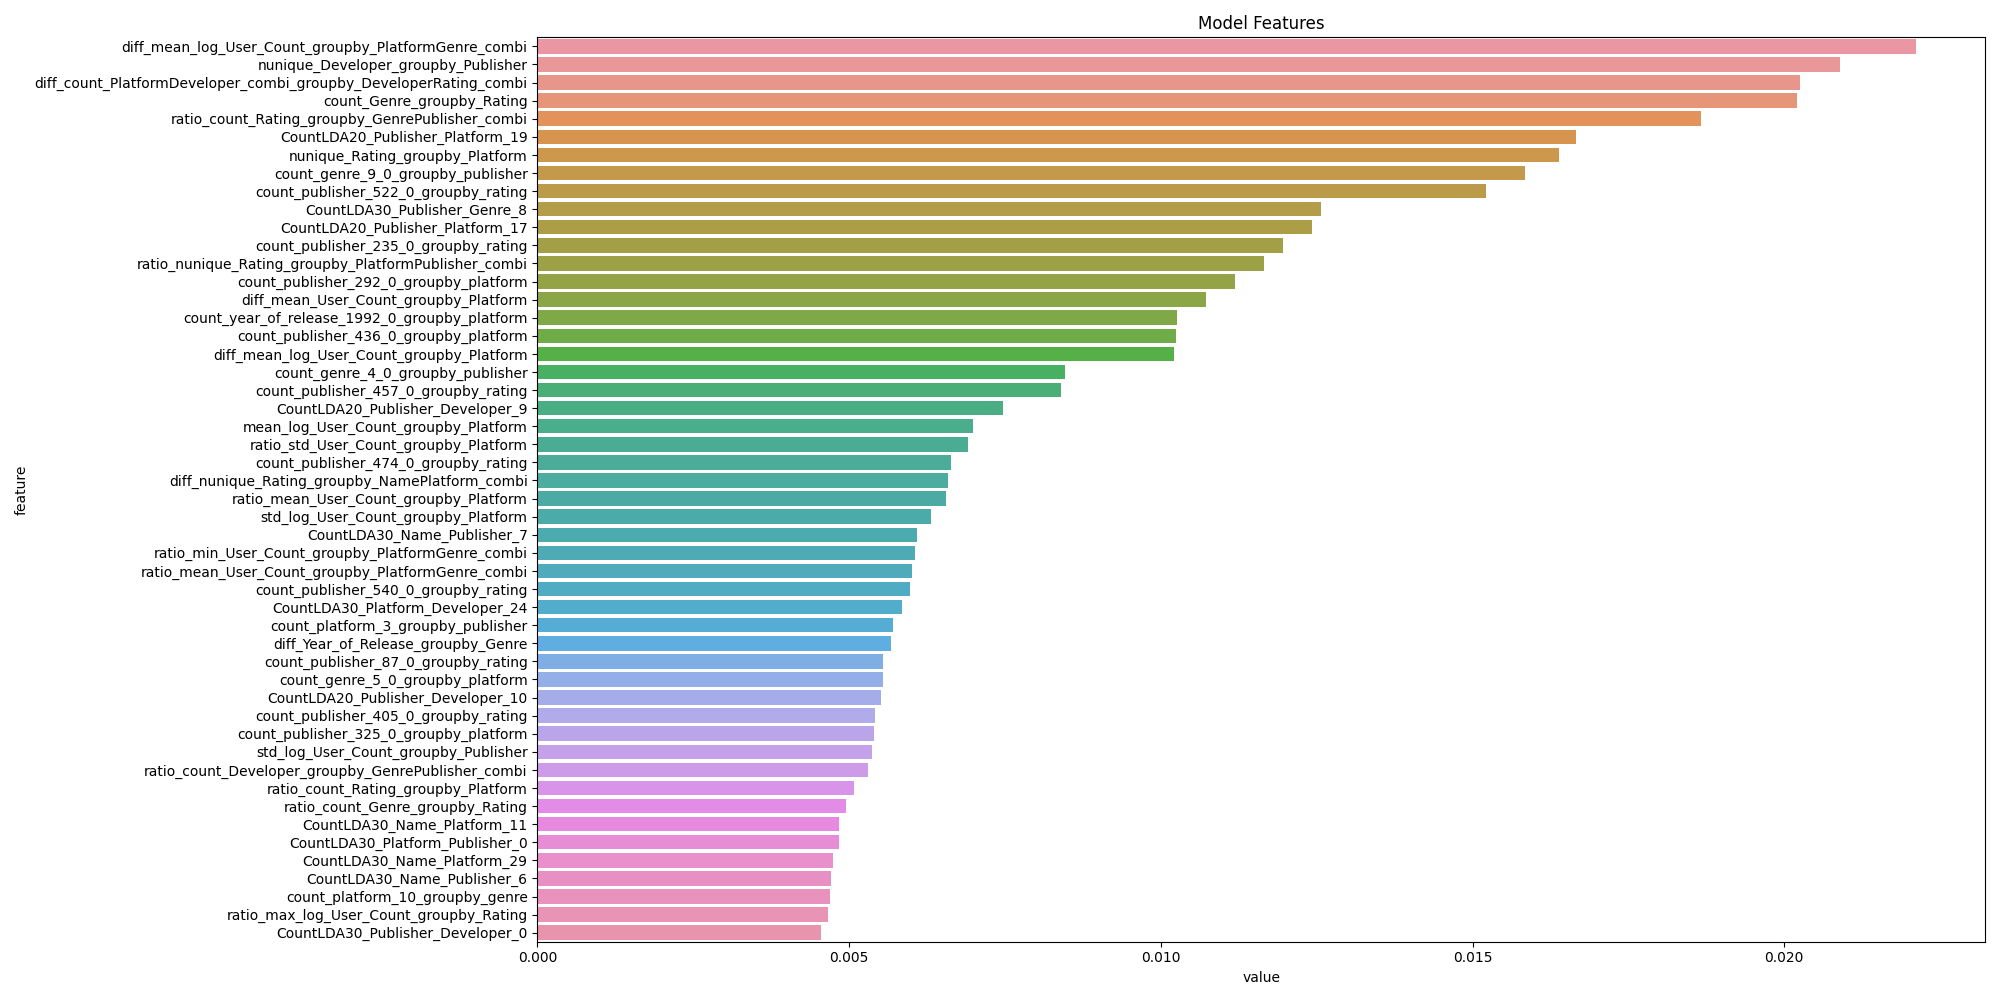 Model Features
feature
diff_mean_log_User_Count_groupby_PlatformGenre_combi
nunique_Developer_groupby_Publisher
diff_count_PlatformDeveloper_combi_groupby_DeveloperRating_combi
count_Genre_groupby_Rating
ratio_count_Rating_groupby_GenrePublisher_combi
CountLDA20_Publisher_Platform_19
nunique_Rating_groupby_Platform
count_genre_9_0_groupby_publisher
count_publisher_522_0_groupby_rating
CountLDA30_Publisher_Genre_8
CountLDA20_Publisher_Platform_17
count_publisher_235_0_groupby_rating
ratio_nunique_Rating_groupby_PlatformPublisher_combi
count_publisher_292_0_groupby_platform
diff_mean_User_Count_groupby_Platform
count_year_of_release_1992_0_groupby_platform
count_publisher_436_0_groupby_platform
diff_mean_log_User_Count_groupby_Platform
count_genre_4_0_groupby_publisher
count_publisher_457_0_groupby_rating
CountLDA20_Publisher_Developer_9
mean_log_User_Count_groupby_Platform
ratio_std_User_Count_groupby_Platform
count_publisher_474_0_groupby_rating
diff_nunique_Rating_groupby_NamePlatform_combi
ratio_mean_User_Count_groupby_Platform
std_log_User_Count_groupby_Platform
CountLDA30_Name_Publisher_7
ratio_min_User_Count_groupby_PlatformGenre_combi
ratio_mean_User_Count_groupby_PlatformGenre_combi
count_publisher_540_0_groupby_rating
CountLDA30_Platform_Developer_24
count_platform_3_groupby_publisher
diff_Year_of_Release_groupby_Genre
count_publisher_87_0_groupby_rating
count_genre_5_0_groupby_platform
CountLDA20_Publisher_Developer_10
count_publisher_405_0_groupby_rating
count_publisher_325_0_groupby_platform
std_log_User_Count_groupby_Publisher
ratio_count_Developer_groupby_GenrePublisher_combi
ratio_count_Rating_groupby_Platform
ratio_count_Genre_groupby_Rating
CountLDA30_Name_Platform_11
CountLDA30_Platform_Publisher_0
CountLDA30_Name_Platform_29
CountLDA30_Name_Publisher_6
count_platform_10_groupby_genre
ratio_max_log_User_Count_groupby_Rating
CountLDA30_Publisher_Developer_0
0.000 0.005 0.010 0.015 0.020
value